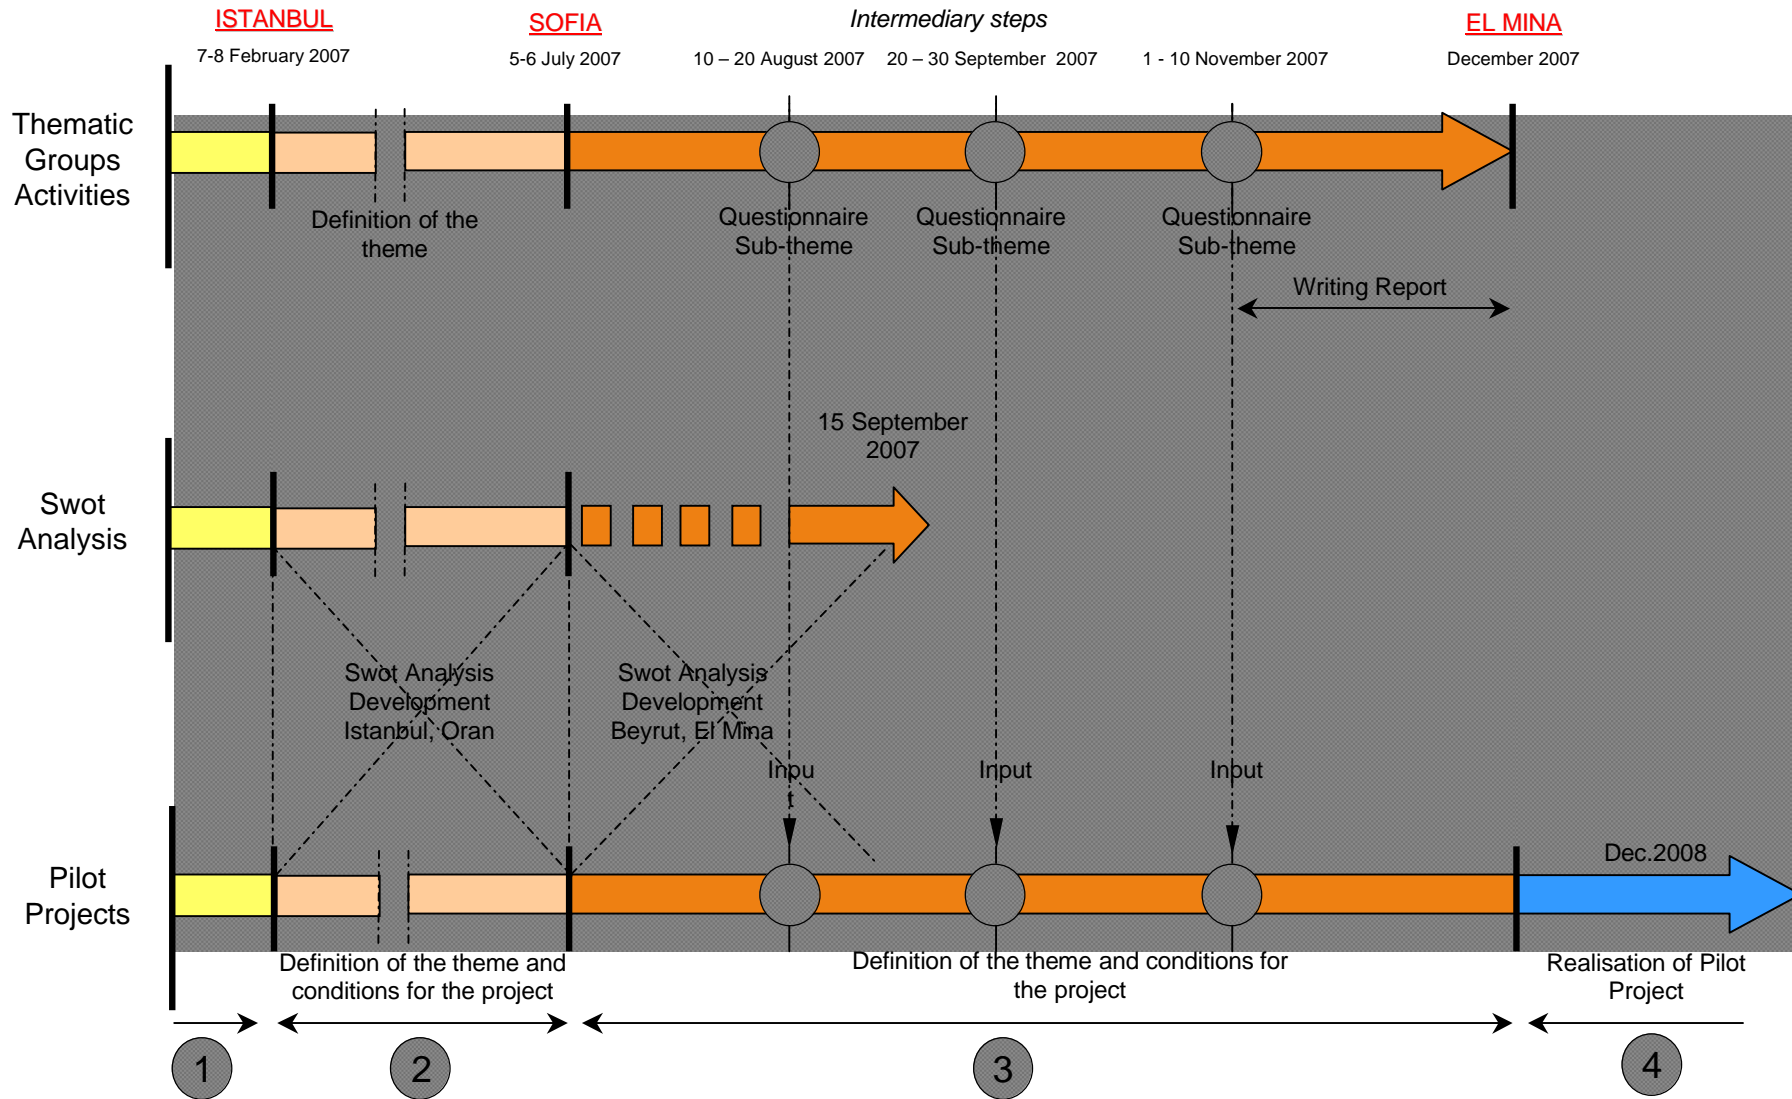 ISTANBUL
7-8 February 2007
SOFIA
5-6 July 2007
Intermediary steps
10 – 20 August 2007
20 – 30 September 2007
1 - 10 November 2007
EL MINA
December 2007
Thematic
Groups
Activities
Definition of the
theme
Questionnaire
Sub-theme
Questionnaire
Sub-theme
Questionnaire
Sub-theme
Writing Report
15 September
2007
Swot
Analysis
Swot Analysis
Development
Istanbul, Oran
Swot Analysis
Development
Beyrut, El Mina
Inpu
t
Input
Input
Pilot
Projects
Dec.2008
Definition of the theme and
conditions for the project
Definition of the theme and conditions for
the project
Realisation of Pilot
Project
1
2
3
4